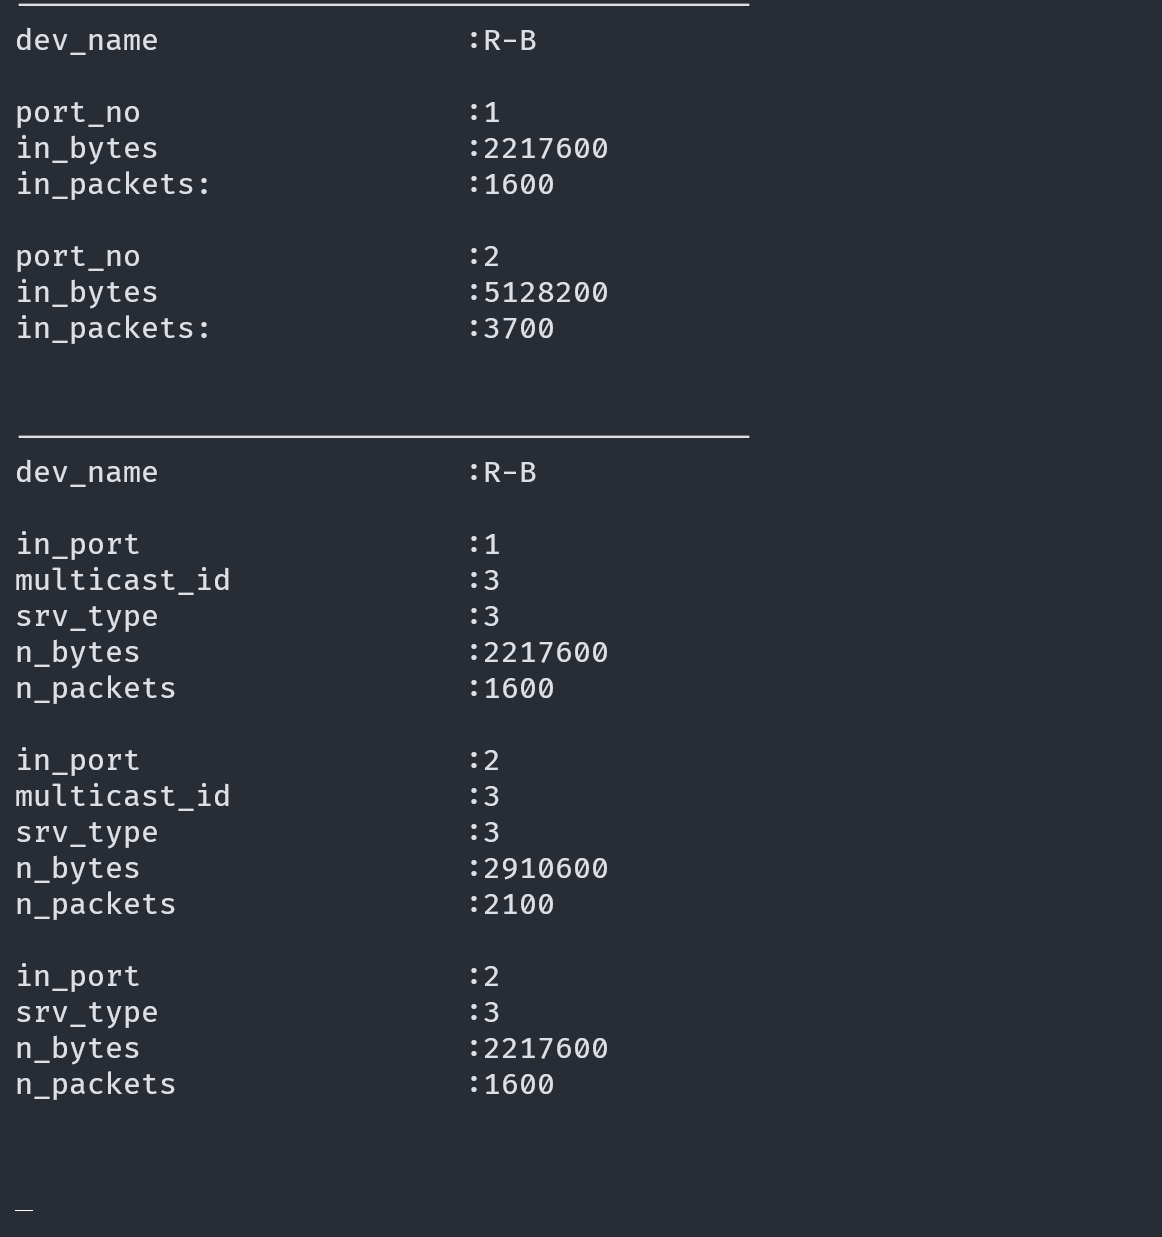 dev_name :R-B
port_no :1
in_bytes :2217600
in_packets: :1600
port_no :2
in_bytes :5128200
in_packets: :3700
dev_name :R-B
in_port :1
multicast_id :3
srv_type :3
n_bytes :2217600
n_packets :1600
in_port :2
multicast_id :3
srv_type :3
n_bytes :2910600
n_packets :2100
in_port :2
srv_type :3
n_bytes :2217600
n_packets :1600